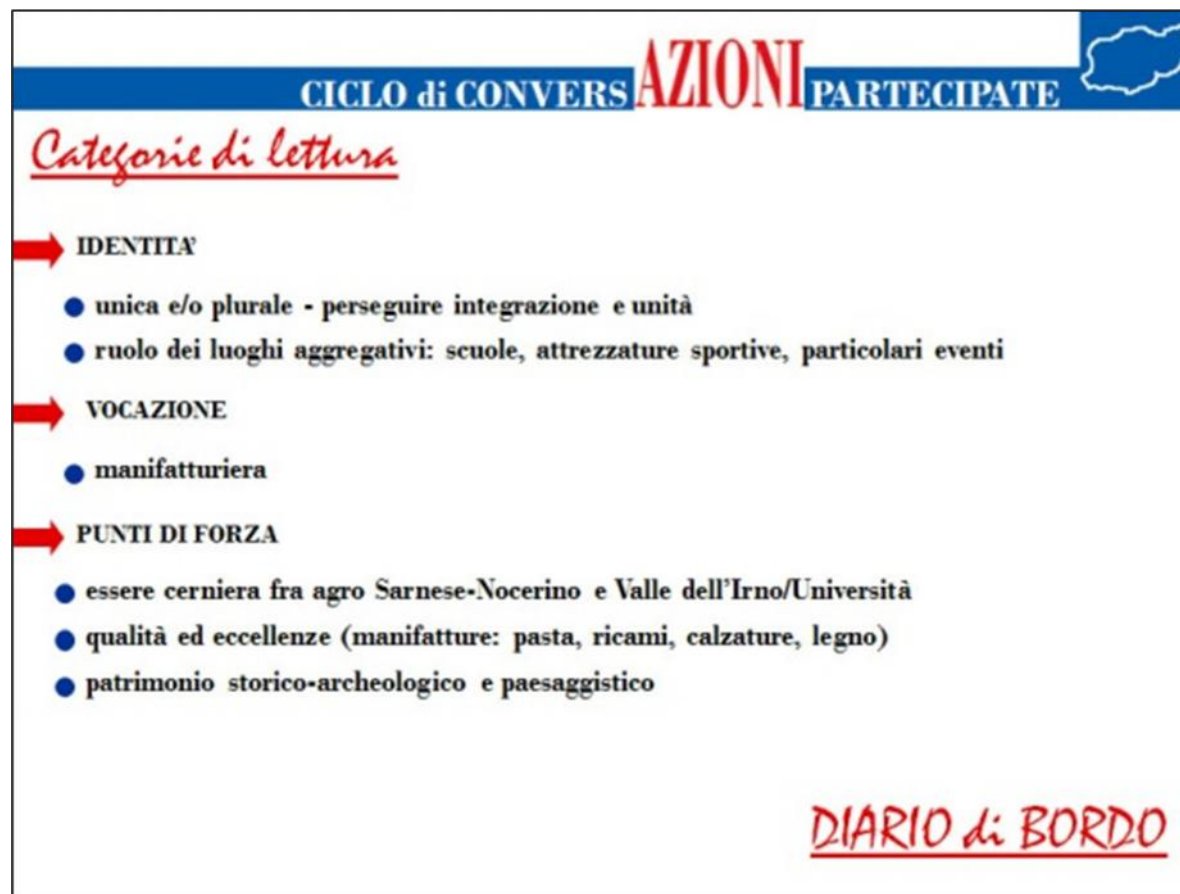 CICLO di CONVERSAZIONI PARTECIPATE
Categorie di lettura
IDENTITA'
unica e/o plurale - perseguire integrazione e unità
ruolo dei luoghi aggregativi: scuole, attrezzature sportive, particolari eventi
VOCAZIONE
manifatturiera
PUNTI DI FORZA
essere cerniera fra agro Sarnese-Nocerino e Valle dell'Irno/Università
qualità ed eccellenze (manifatture: pasta, ricami, calzature, legno)
patrimonio storico-archeologico e paesaggistico
DIARIO di BORDO